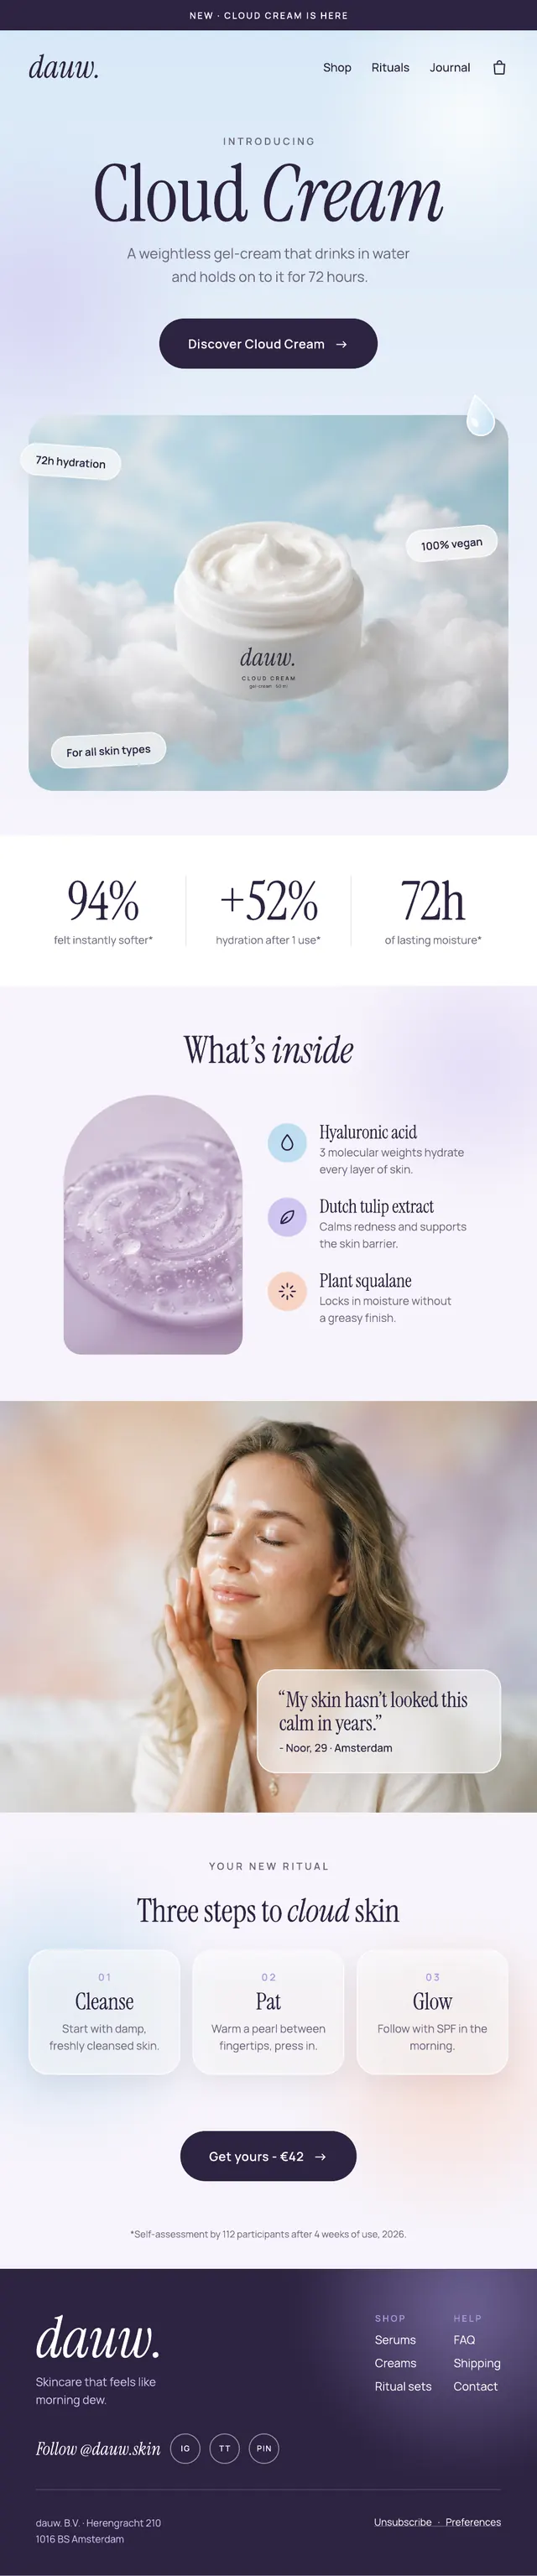 NEW · CLOUD CREAM IS HERE
dauw.
Shop Rituals Journal
INTRODUCING
Cloud Cream
A weightless gel-cream that drinks in water
and holds on to it for 72 hours.
Discover Cloud Cream →
72h hydration
100% vegan
dauw.
CLOUD CREAM
gel-cream 50 ml
For all skin types
94% +52% 72h
felt instantly softer* hydration after 1 use* of lasting moisture*
What's inside
Hyaluronic acid
3 molecular weights hydrate
every layer of skin.
Dutch tulip extract
Calms redness and supports
the skin barrier.
Plant squalane
Locks in moisture without
a greasy finish.
“My skin hasn’t looked this
calm in years.”
- Noor, 29 · Amsterdam
YOUR NEW RITUAL
Three steps to cloud skin
01
Cleanse
Start with damp,
freshly cleansed skin.
02
Pat
Warm a pearl between
fingertips, press in.
03
Glow
Follow with SPF in the
morning.
Get yours - €42 →
*Self-assessment by 112 participants after 4 weeks of use, 2026.
dauw.
Skincare that feels like
morning dew.
SHOP
Serums
Creams
Ritual sets
HELP
FAQ
Shipping
Contact
Follow @dauw.skin IG TT PIN
dauw. B.V. · Herengracht 210
1016 BS Amsterdam
Unsubscribe · Preferences